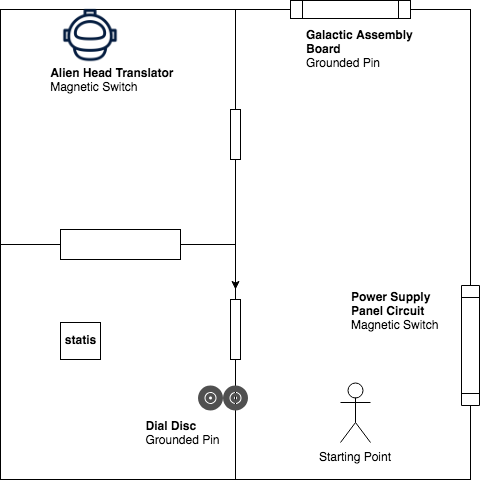 Alien Head Translator
Magnetic Switch
Galactic Assembly
Board
Grounded Pin
Power Supply
Panel Circuit
Magnetic Switch
statis
Dial Disc
Grounded Pin
Starting Point